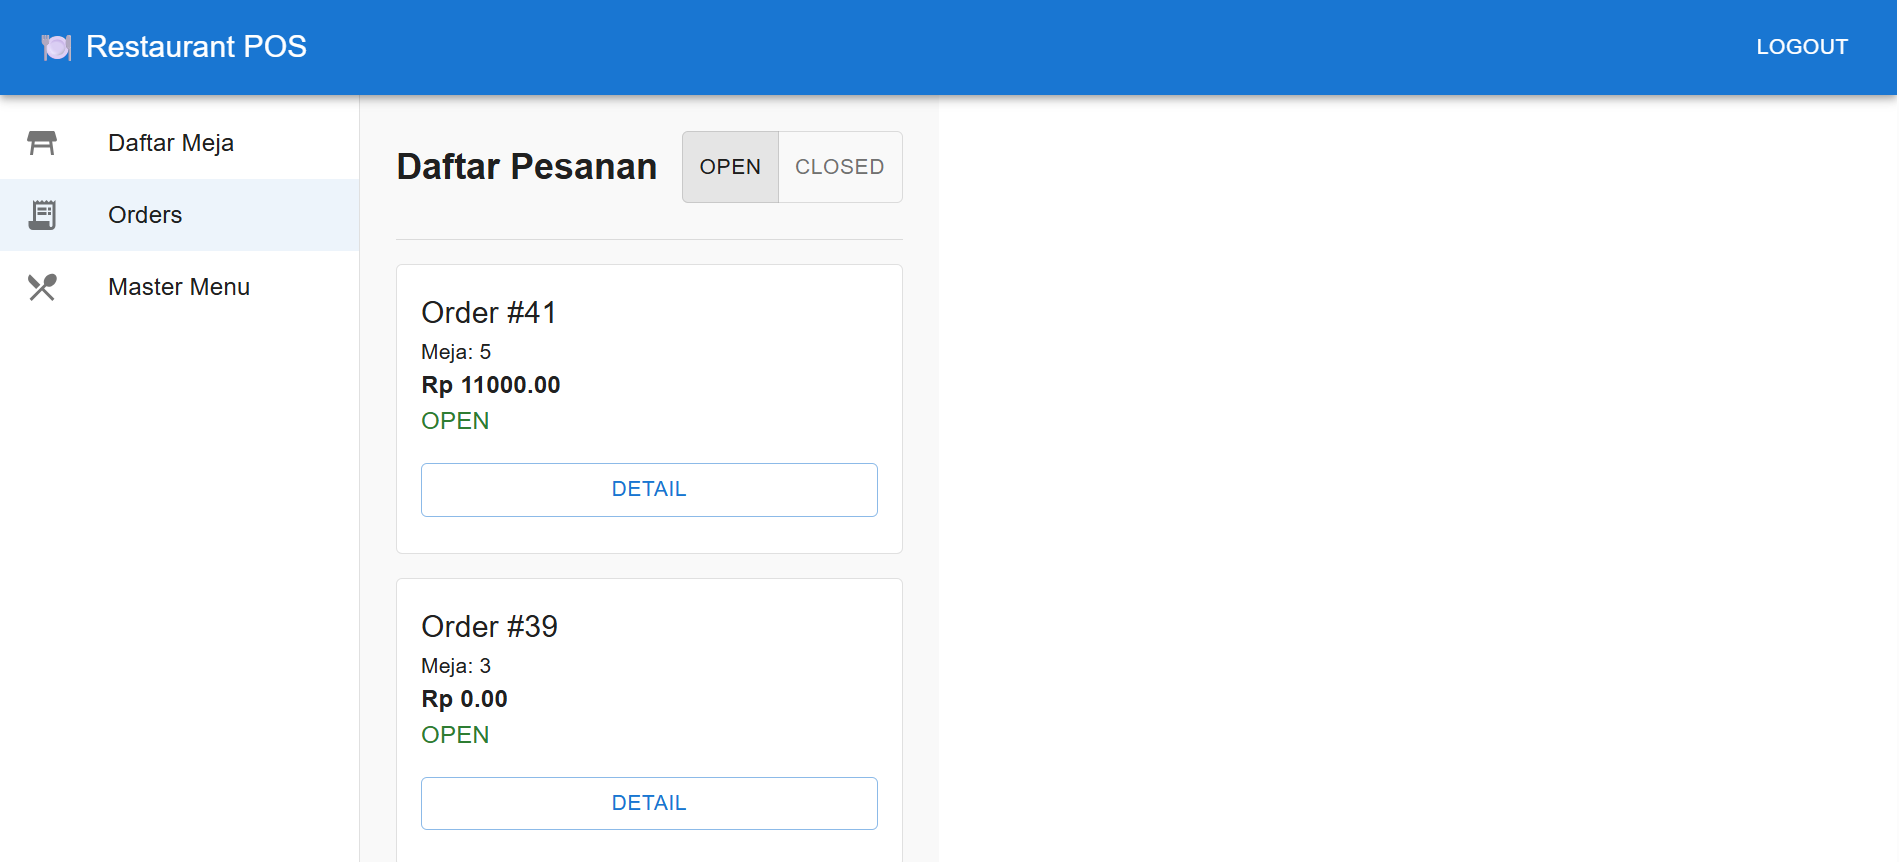 Restaurant POS
LOGOUT
Daftar Meja
Orders
Master Menu
Daftar Pesanan
OPEN
CLOSED
Order #41
Meja: 5
Rp 11000.00
OPEN
DETAIL
Order #39
Meja: 3
Rp 0.00
OPEN
DETAIL